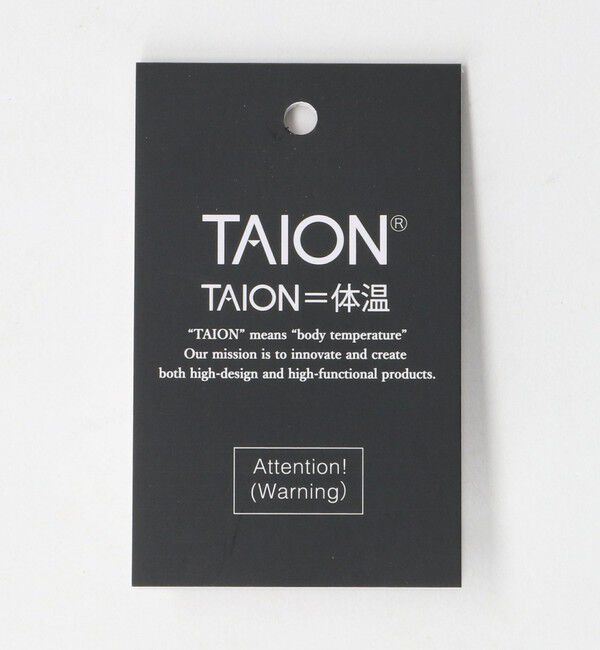 TAION®
TAION=体温
“TAION” means “body temperature”
Our mission is to innovate and create
both high-design and high-functional products.
Attention!
(Warning)